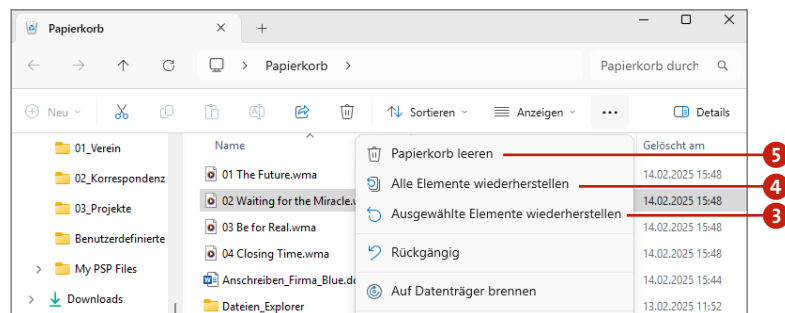 Papierkorb
Papierkorb
Papierkorb durch
Neu
Sortieren
Anzeigen
Details
01_Verein
02_Korrespondenz
03_Projekte
Benutzerdefinierte
My PSP Files
Downloads
Name
01 The Future.wma
02 Waiting for the Miracle.
03 Be for Real.wma
04 Closing Time.wma
Anschreiben_Firma_Blue.do
Dateien_Explorer
Papierkorb leeren
Alle Elemente wiederherstellen
Ausgewählte Elemente wiederherstellen
Rückgängig
Auf Datenträger brennen
Gelöscht am
14.02.2025 15:48
14.02.2025 15:48
14.02.2025 15:48
14.02.2025 15:48
14.02.2025 15:44
13.02.2025 11:52
5
4
3